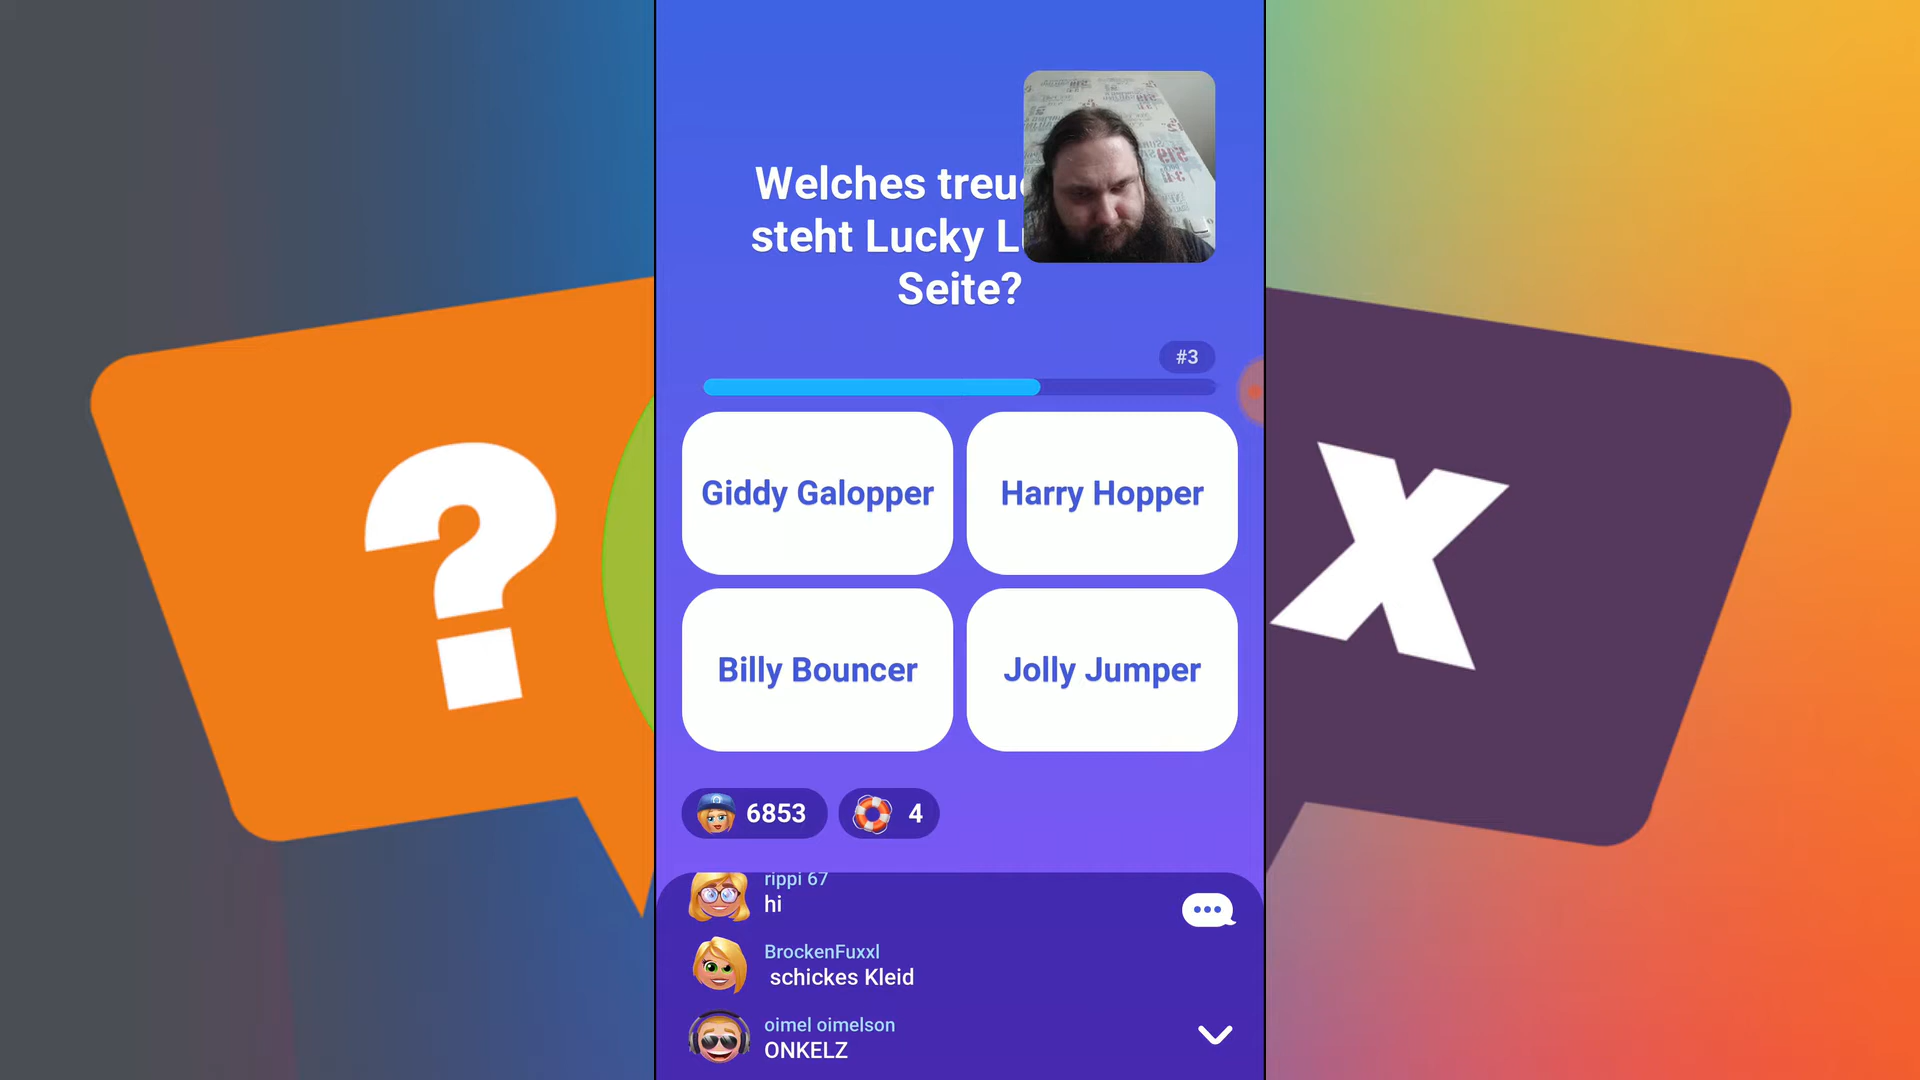 ?
X
Welches
steht Lucky
Seite?
#3
Giddy Galopper
Harry Hopper
Billy Bouncer
Jolly Jumper
6853
4
rippi 67
hi
BrockenFuxxl
schickes Kleid
oimel oimelson
ONKELZ